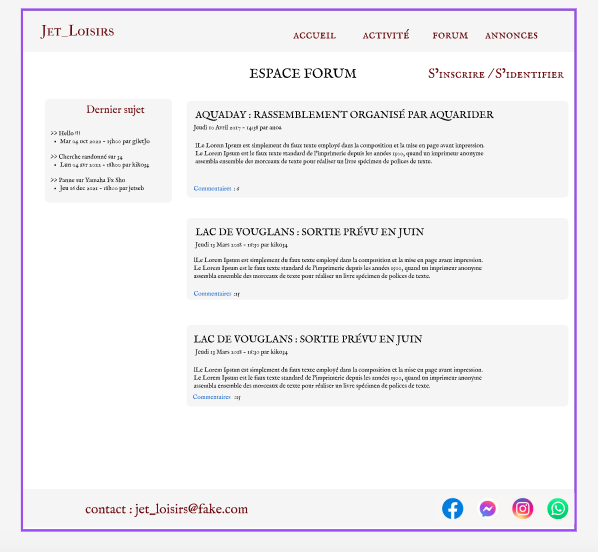 Jet_Loisirs
ACCUEIL ACTIVITÉ FORUM ANNONCES
ESPACE FORUM
S'inscrire / S'identifier
Dernier sujet
>> Hello !!!
• Mar 04 oct 2022 - 15h10 par giletJo
>> Cherche randonné sur 34
• Lun 04 avr 2022 - 18h00 par kiko34
>> Panne sur Yamaha Fx Sho
• Jeu 16 dec 2021 - 18h00 par jetseb
AQUADAY : RASSEMBLEMENT ORGANISÉ PAR AQUARIDER
Jeudi 10 Avril 2017 - 14:38 par anoa
lLe Lorem Ipsum est simplement du faux texte employé dans la composition et la mise en page avant impression.
Le Lorem Ipsum est le faux texte standard de l'imprimerie depuis les années 1500, quand un imprimeur anonyme
assembla ensemble des morceaux de texte pour réaliser un livre spécimen de polices de texte.
Commentaires : 8
LAC DE VOUGLANS : SORTIE PRÉVU EN JUIN
Jeudi 13 Mars 2018 - 16:30 par kiko34
lLe Lorem Ipsum est simplement du faux texte employé dans la composition et la mise en page avant impression.
Le Lorem Ipsum est le faux texte standard de l'imprimerie depuis les années 1500, quand un imprimeur anonyme
assembla ensemble des morceaux de texte pour réaliser un livre spécimen de polices de texte.
Commentaires :25
LAC DE VOUGLANS : SORTIE PRÉVU EN JUIN
Jeudi 13 Mars 2018 - 16:30 par kiko34
lLe Lorem Ipsum est simplement du faux texte employé dans la composition et la mise en page avant impression.
Le Lorem Ipsum est le faux texte standard de l'imprimerie depuis les années 1500, quand un imprimeur anonyme
assembla ensemble des morceaux de texte pour réaliser un livre spécimen de polices de texte.
Commentaires :25
contact : jet_loisirs@fake.com